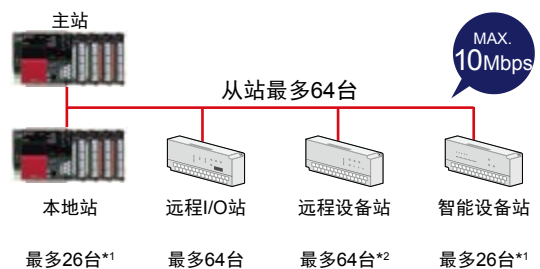 主站
MAX.
10Mbps
从站最多64台
本地站 远程I/O站 远程设备站 智能设备站
最多26台*1 最多64台 最多64台*2 最多26台*1